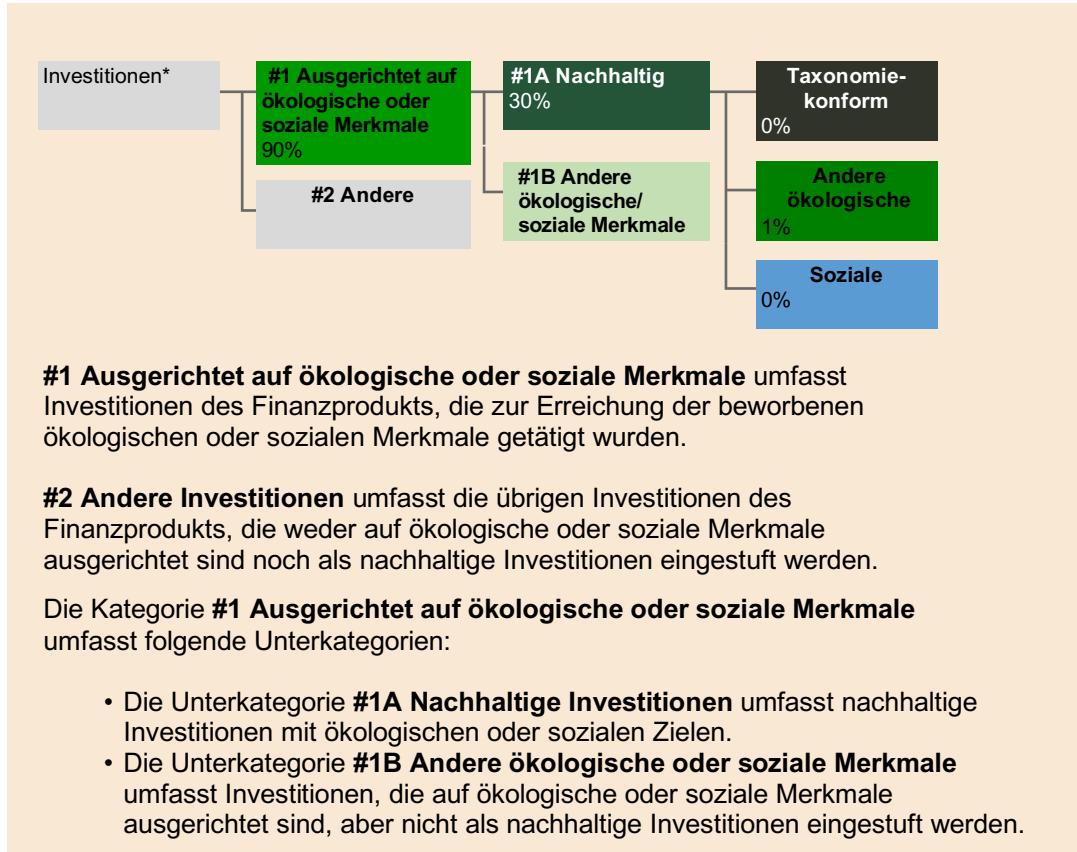 Investitionen*
#1 Ausgerichtet auf
ökologische oder
soziale Merkmale
90%
#2 Andere
#1A Nachhaltig
30%
#1B Andere
ökologische/
soziale Merkmale
Taxonomie-
konform
0%
Andere
ökologische
1%
Soziale
0%
#1 Ausgerichtet auf ökologische oder soziale Merkmale umfasst
Investitionen des Finanzprodukts, die zur Erreichung der beworbenen
ökologischen oder sozialen Merkmale getätigt wurden.
#2 Andere Investitionen umfasst die übrigen Investitionen des
Finanzprodukts, die weder auf ökologische oder soziale Merkmale
ausgerichtet sind noch als nachhaltige Investitionen eingestuft werden.
Die Kategorie #1 Ausgerichtet auf ökologische oder soziale Merkmale
umfasst folgende Unterkategorien:
• Die Unterkategorie #1A Nachhaltige Investitionen umfasst nachhaltige
Investitionen mit ökologischen oder sozialen Zielen.
• Die Unterkategorie #1B Andere ökologische oder soziale Merkmale
umfasst Investitionen, die auf ökologische oder soziale Merkmale
ausgerichtet sind, aber nicht als nachhaltige Investitionen eingestuft werden.